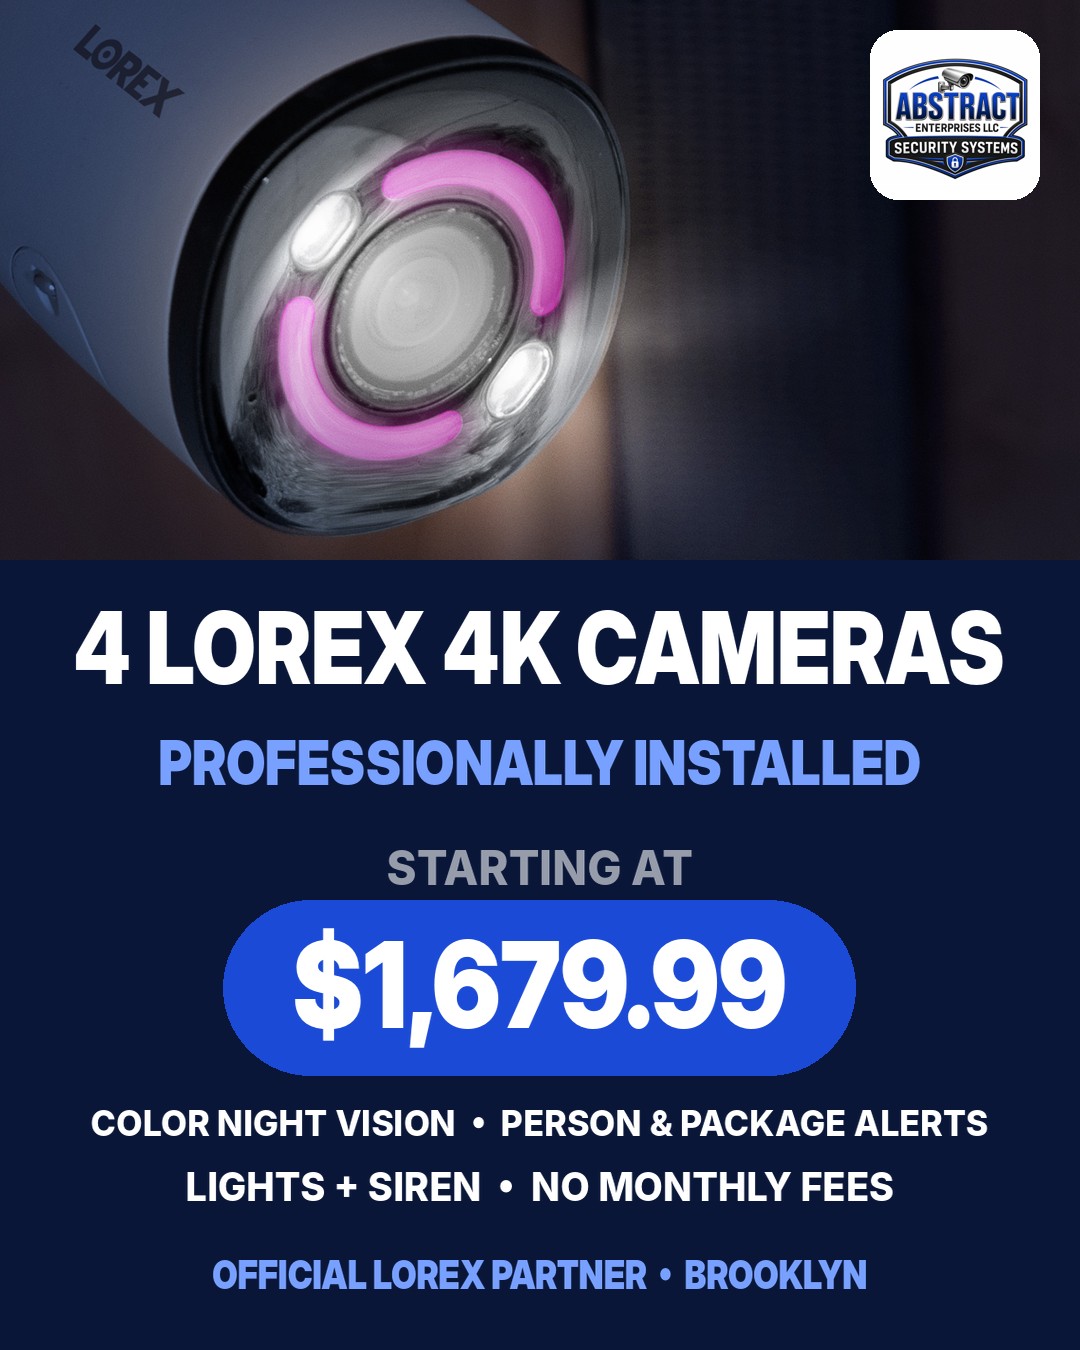 LOREX
ABSTRACT
ENTERPRISES LLC
SECURITY SYSTEMS
4 LOREX 4K CAMERAS
PROFESSIONALLY INSTALLED
STARTING AT
$1,679.99
COLOR NIGHT VISION • PERSON & PACKAGE ALERTS
LIGHTS + SIREN • NO MONTHLY FEES
OFFICIAL LOREX PARTNER • BROOKLYN